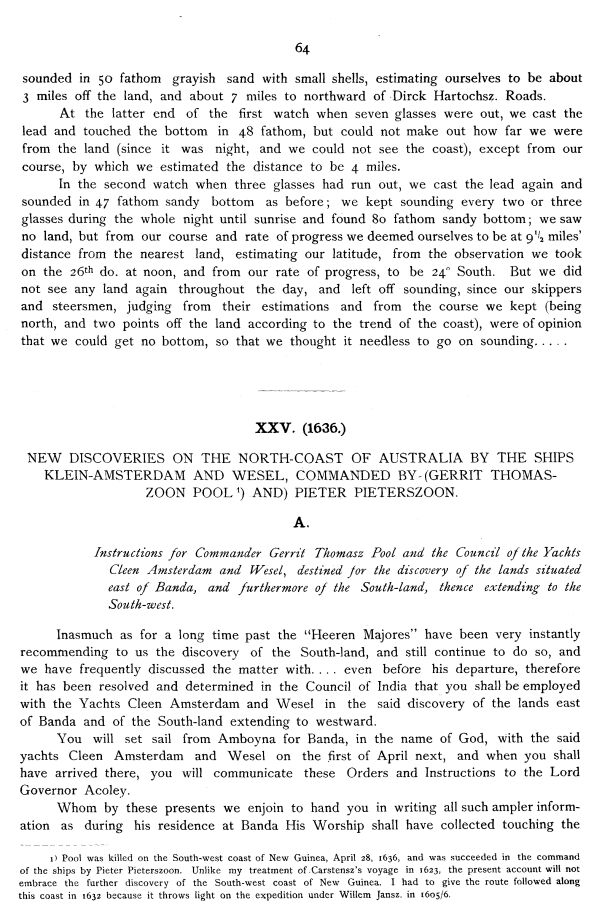 64
sounded in 50 fathom grayish sand with small shells, estimating ourselves to be about
3 miles off the land, and about 7 miles to northward of Dirck Hartochsz. Roads.
At the latter end of the first watch when seven glasses were out, we cast the
lead and touched the bottom in 48 fathom, but could not make out how far we were
from the land (since it was night, and we could not see the coast), except from our
course, by which we estimated the distance to be 4 miles.
In the second watch when three glasses had run out, we cast the lead again and
sounded in 47 fathom sandy bottom as before; we kept sounding every two or three
glasses during the whole night until sunrise and found 80 fathom sandy bottom; we saw
no land, but from our course and rate of progress we deemed ourselves to be at 9 1/2 miles'
distance from the nearest land, estimating our latitude, from the observation we took
on the 26th do. at noon, and from our rate of progress, to be 24° South. But we did
not see any land again throughout the day, and left off sounding, since our skippers
and steersmen, judging from their estimations and from the course we kept (being
north, and two points off the land according to the trend of the coast), were of opinion
that we could get no bottom, so that we thought it needless to go on sounding.....
XXV. (1636.)
NEW DISCOVERIES ON THE NORTH-COAST OF AUSTRALIA BY THE SHIPS
KLEIN-AMSTERDAM AND WESEL, COMMANDED BY-(GERRIT THOMAS-
ZOON POOL ¹) AND) PIETER PIETERSZOON.
A.
Instructions for Commander Gerrit Thomasz Pool and the Council of the Yachts
Cleen Amsterdam and Wesel, destined for the discovery of the lands situated
east of Banda, and furthermore of the South-land, thence extending to the
South-west.
Inasmuch as for a long time past the "Heeren Majores" have been very instantly
recommending to us the discovery of the South-land, and still continue to do so, and
we have frequently discussed the matter with.... even before his departure, therefore
it has been resolved and determined in the Council of India that you shall be employed
with the Yachts Cleen Amsterdam and Wesel in the said discovery of the lands east
of Banda and of the South-land extending to westward.
You will set sail from Amboyna for Banda, in the name of God, with the said
yachts Cleen Amsterdam and Wesel on the first of April next, and when you shall
have arrived there, you will communicate these Orders and Instructions to the Lord
Governor Acoley.
Whom by these presents we enjoin to hand you in writing all such ampler inform-
ation as during his residence at Banda His Worship shall have collected touching the
1) Pool was killed on the South-west coast of New Guinea, April 28, 1636, and was succeeded in the command
of the ships by Pieter Pieterszoon. Unlike my treatment of Carstensz's voyage in 1623, the present account will not
embrace the further discovery of the South-west coast of New Guinea. I had to give the route followed along
this coast in 1632 because it throws light on the expedition under Willem Jansz. in 1605/6.